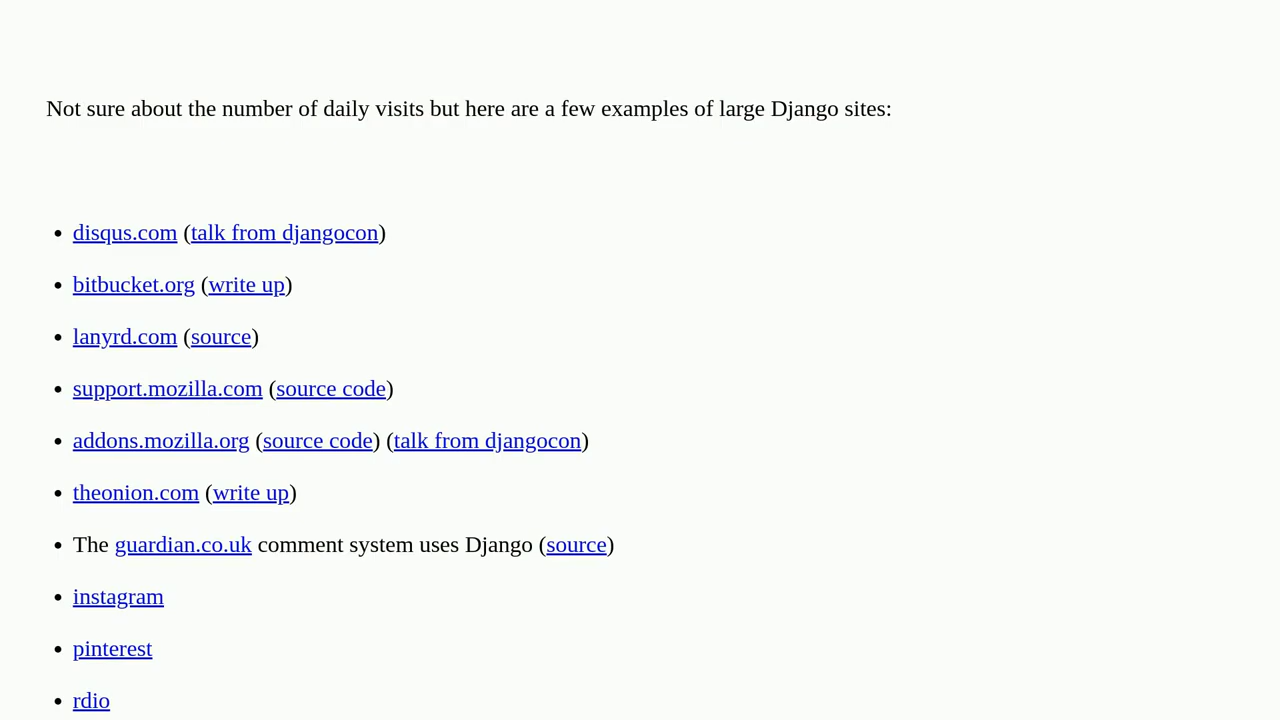 Not sure about the number of daily visits but here are a few examples of large Django sites:
• disqus.com (talk from djangocon)
• bitbucket.org (write up)
• lanyrd.com (source)
• support.mozilla.com (source code)
• addons.mozilla.org (source code) (talk from djangocon)
• theonion.com (write up)
• The guardian.co.uk comment system uses Django (source)
• instagram
• pinterest
• rdio